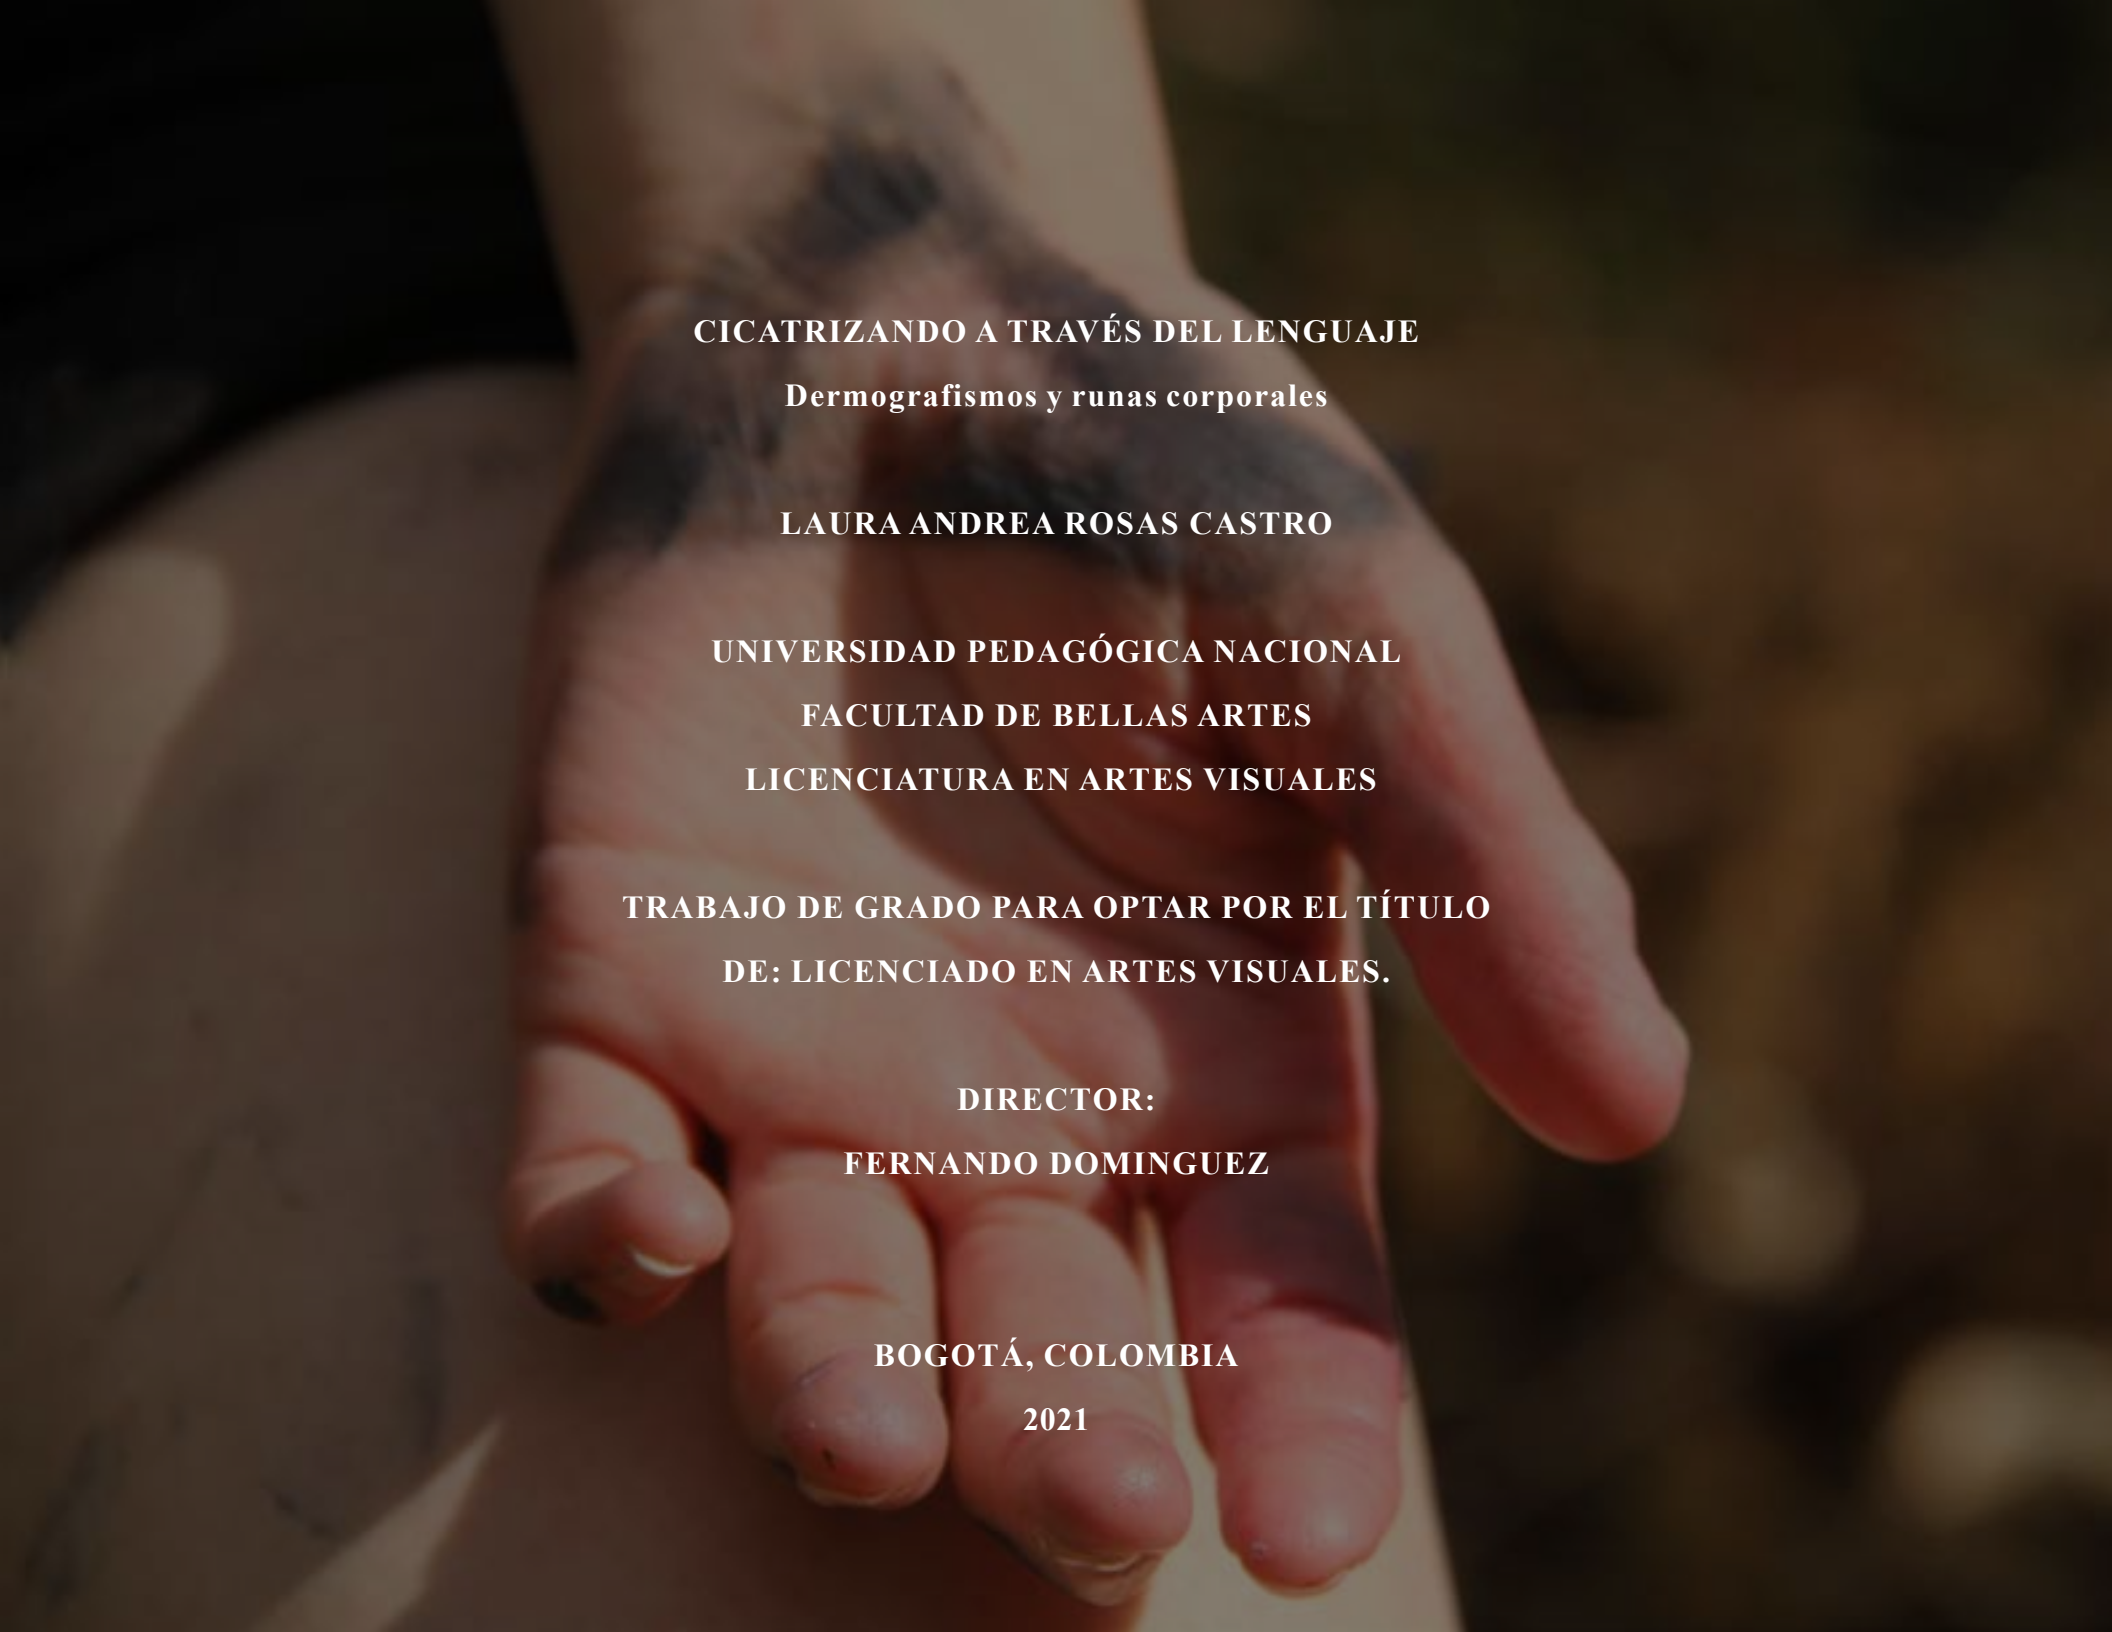 CICATRIZANDO A TRAVÉS DEL LENGUAJE
Dermografismos y runas corporales
LAURA ANDREA ROSAS CASTRO
UNIVERSIDAD PEDAGÓGICA NACIONAL
FACULTAD DE BELLAS ARTES
LICENCIATURA EN ARTES VISUALES
TRABAJO DE GRADO PARA OPTAR POR EL TÍTULO
DE: LICENCIADO EN ARTES VISUALES.
DIRECTOR:
FERNANDO DOMINGUEZ
BOGOTÁ, COLOMBIA
2021